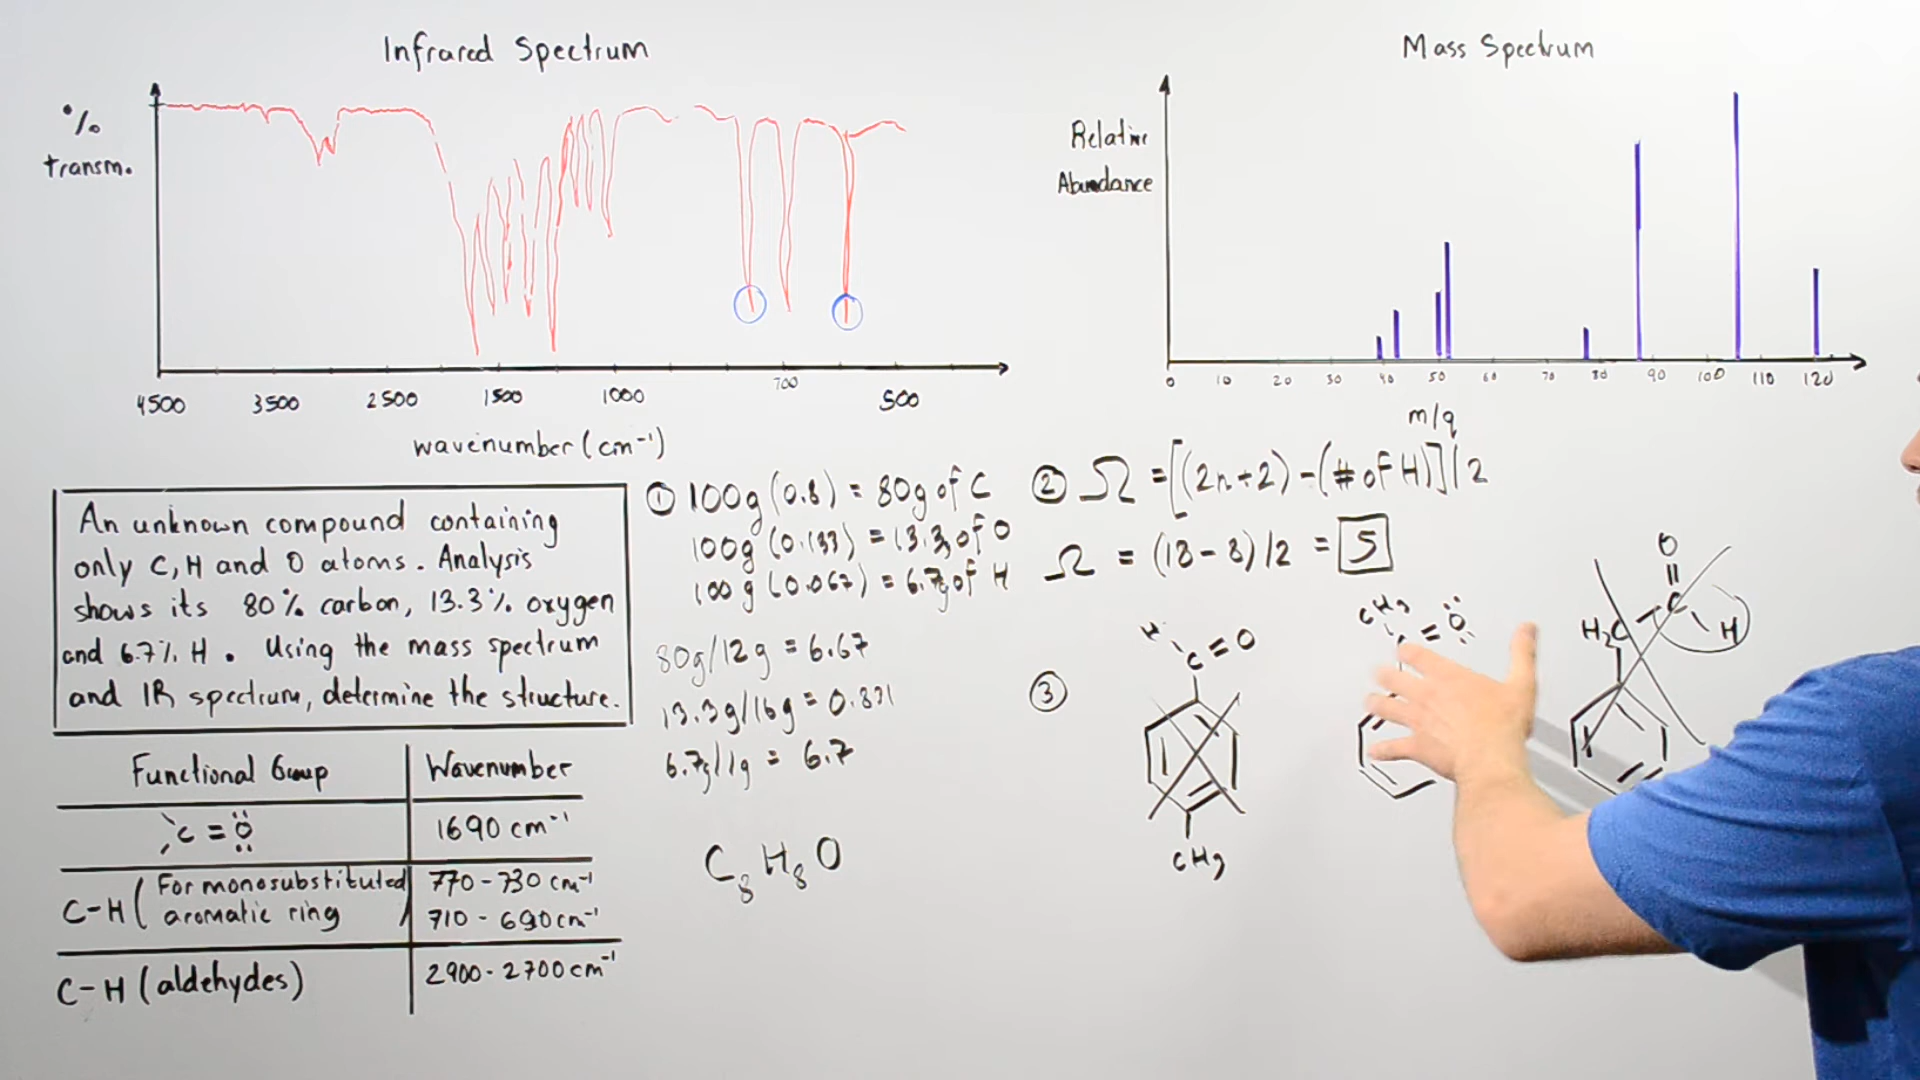 Infrared Spectrum
%
transm.
4500 3500 2500 1500 1000 700 500
wavenumber (cm⁻¹)
Mass Spectrum
Relative
Abundance
0 10 20 30 40 50 60 70 80 90 100 110 120
m/q
An unknown compound containing
only C, H and O atoms. Analysis
shows its 80% carbon, 13.3% oxygen
and 6.7% H. Using the mass spectrum
and IR spectrum, determine the structure.
Functional Group Wavenumber
C=O 1690 cm⁻¹
C-H (For monosubstituted 770-730 cm⁻¹
aromatic ring) 710-690 cm⁻¹
C-H (aldehydes) 2900-2700 cm⁻¹
① 100g (0.8) = 80g of C
100g (0.133) = 13.3g of O
100g (0.067) = 6.7g of H
80g/12g = 6.67
13.3g/16g = 0.831
6.7g/1g = 6.7
C₈H₈O
② Ω = [(2n+2)-(# of H)]/2
Ω = (18-8)/2 = 5
③
H
C=O
CH₃
CH₃
O
O
C
H₂C H